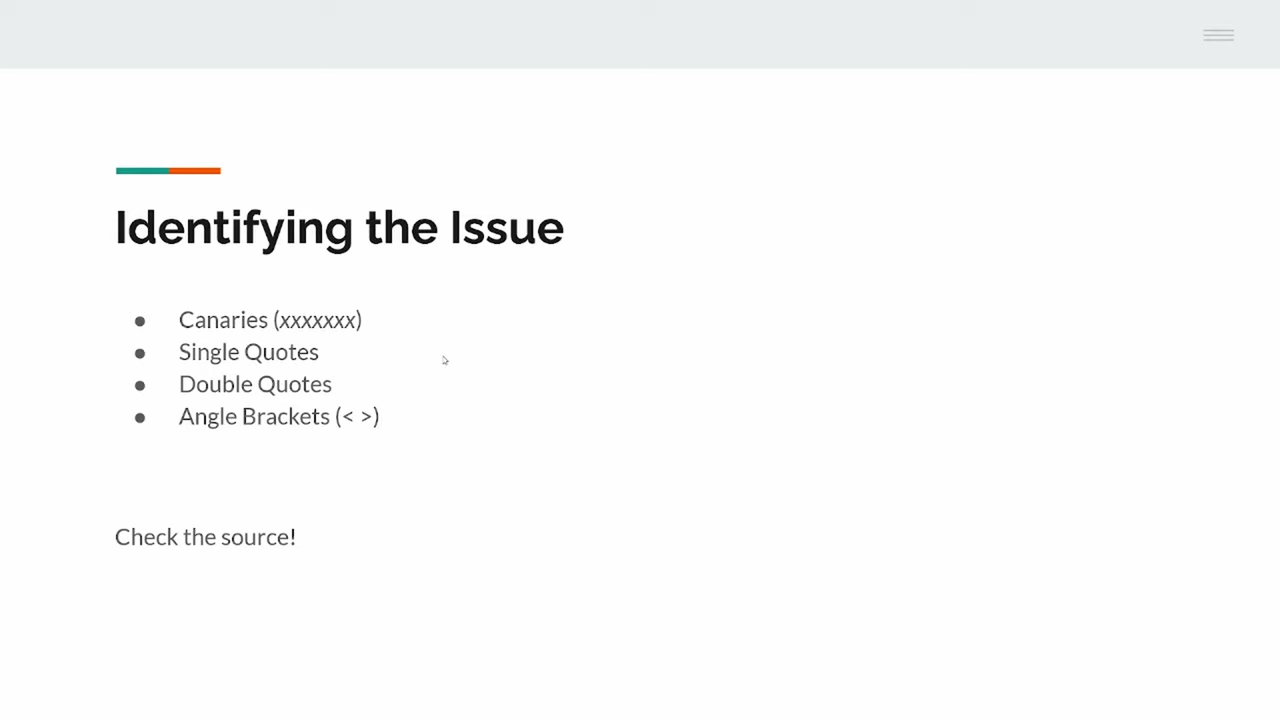 Identifying the Issue
● Canaries (xxxxxxx)
● Single Quotes
● Double Quotes
● Angle Brackets (< >)
Check the source!